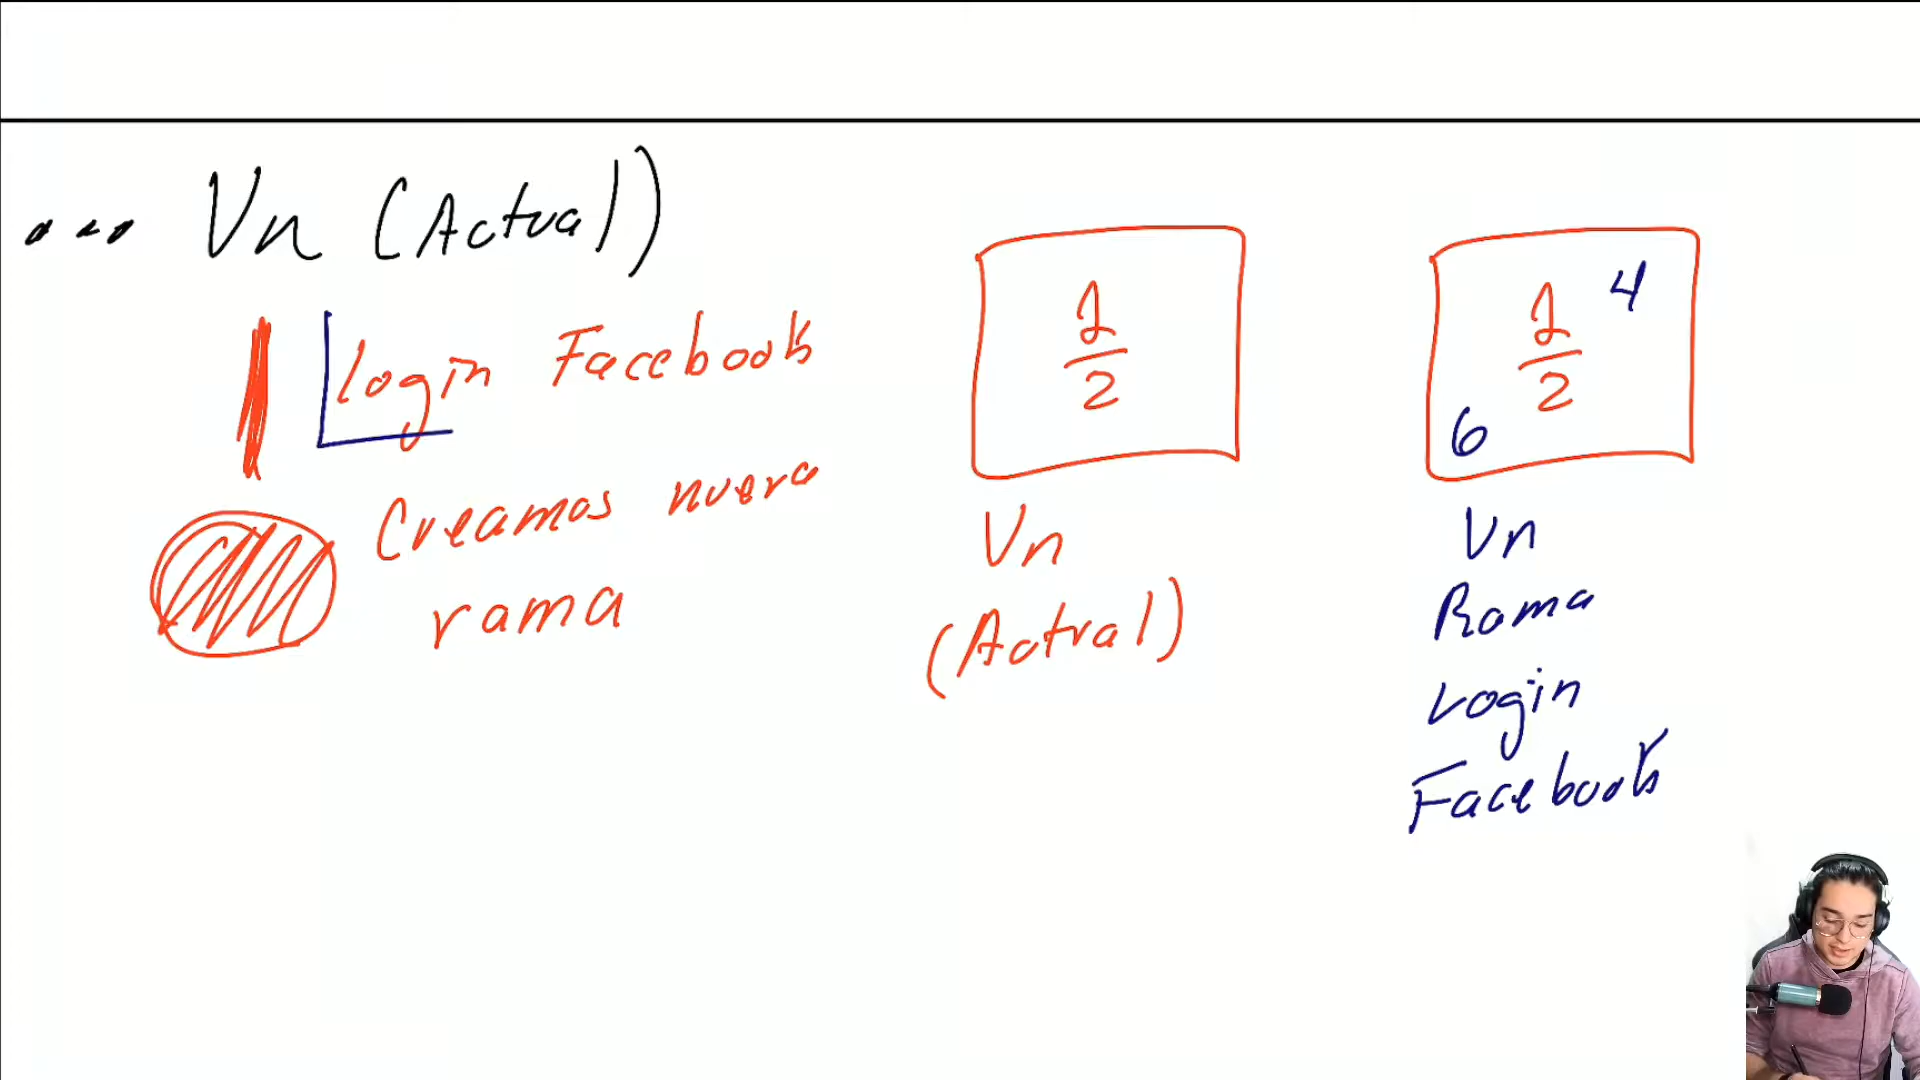 ... Vn (Actual)
Login Facebook
Creamos nueva
rama
1
2
Vn
(Actual)
1
2
4
6
Vn
Rama
Login
Facebook